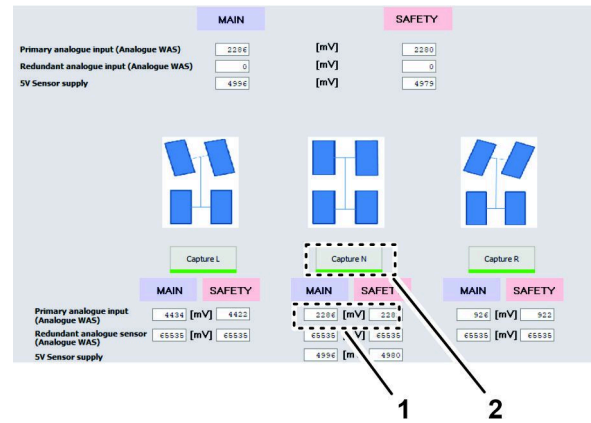 MAIN SAFETY
Primary analogue input (Analogue WAS) 2286 [mV] 2280
Redundant analogue input (Analogue WAS) 0 [mV] 0
5V Sensor supply 4996 4979
Capture L Capture N Capture R
MAIN SAFETY MAIN SAFET MAIN SAFETY
Primary analogue input
(Analogue WAS) 4434 [mV] 4422 2286 [mV] 228 926 [mV] 922
Redundant analogue sensor
(Analogue WAS) 65535 [mV] 65535 65535 V] 65535 65535 [mV] 65535
5V Sensor supply 4996 [m 4980
1 2